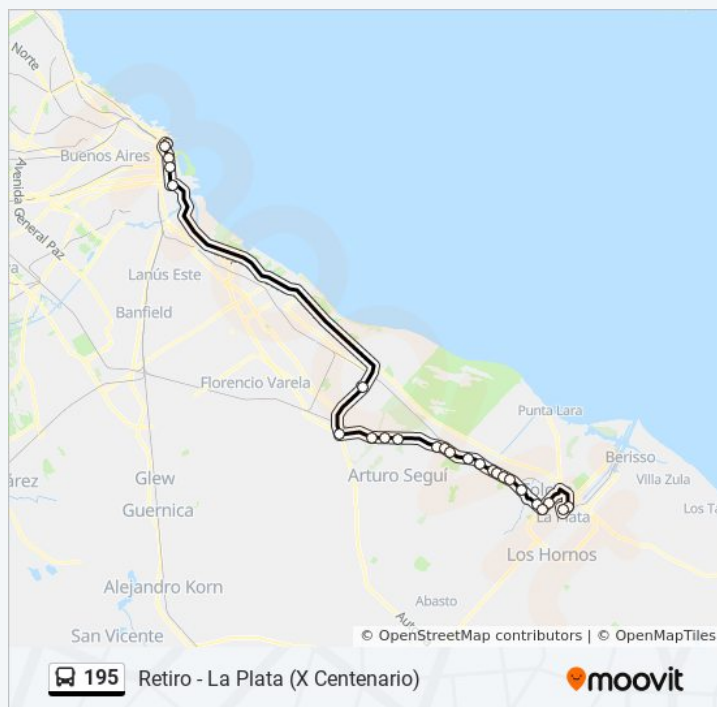 Norte
Buenos Aires
Avenida General Paz
Lanús Este
Banfield
Florencio Varela
Punta Lara
Berisso
Villa Zula
Glew
Arturo Seguí
La Plata
Los Ta
Guernica
Los Hornos
Alejandro Korn
Abasto
San Vicente
© OpenStreetMap contributors | © OpenMapTiles
195 Retiro - La Plata (X Centenario)
moovit